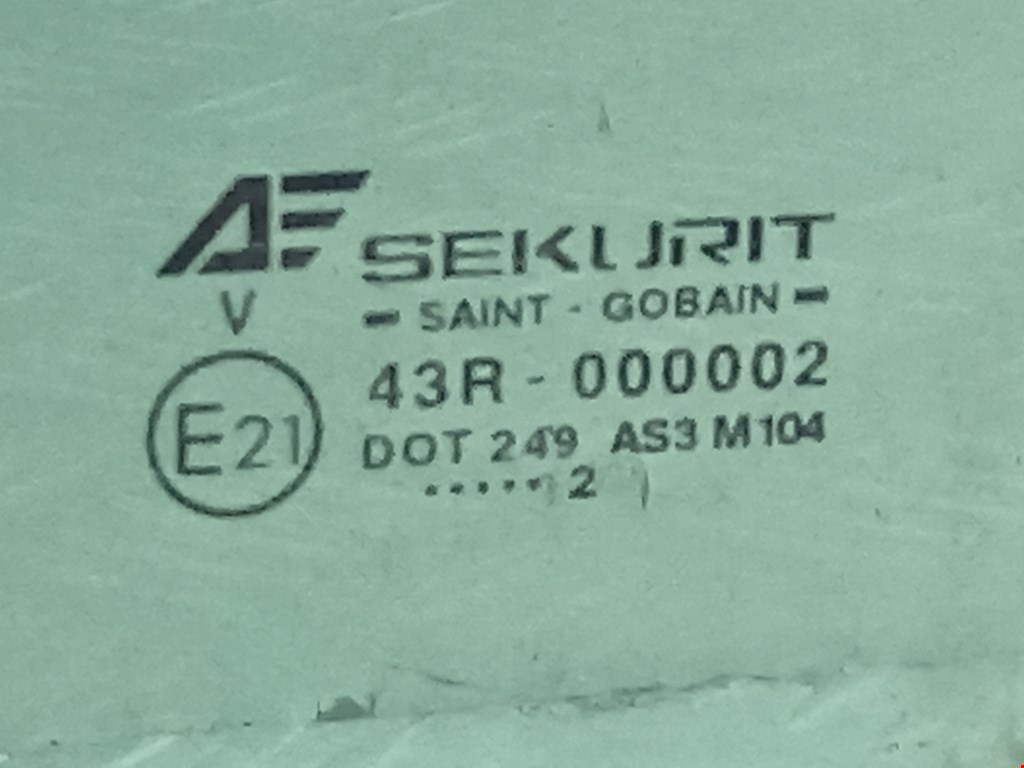 AF SEKURIT
V - SAINT - GOBAIN -
43R - 000002
E21
DOT 249 AS3 M104
..... 2